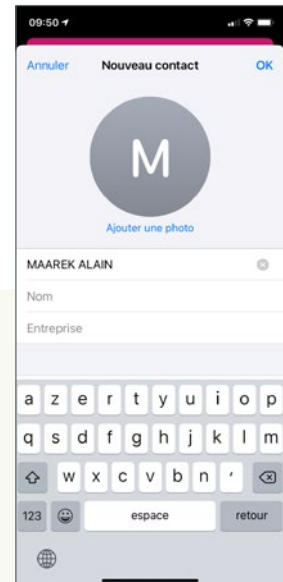 09:50
Annuler Nouveau contact OK
M
Ajouter une photo
MAAREK ALAIN
Nom
Entreprise
a z e r t y u i o p
q s d f g h j k l m
w x c v b n '
123 espace retour